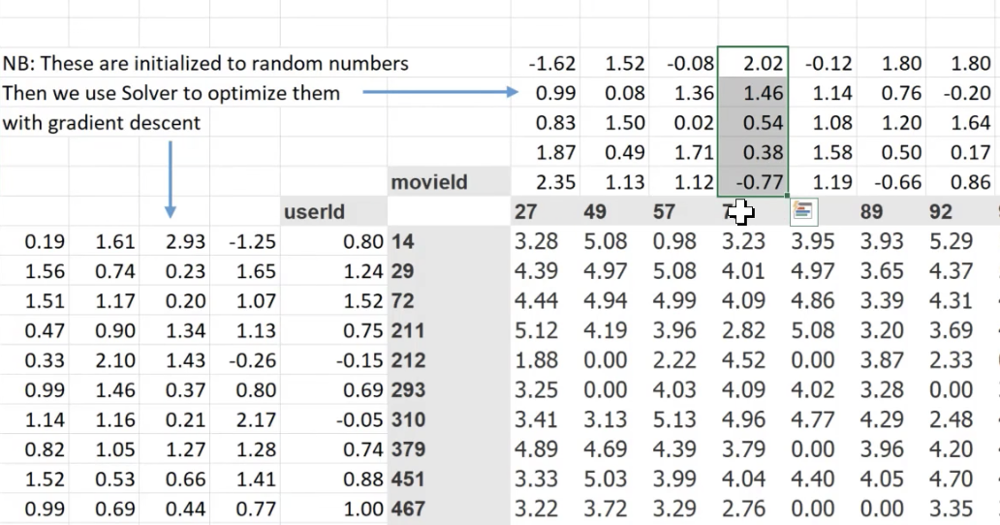 NB: These are initialized to random numbers -1.62 1.52 -0.08 2.02 -0.12 1.80 1.80
Then we use Solver to optimize them 0.99 0.08 1.36 1.46 1.14 0.76 -0.20
with gradient descent 0.83 1.50 0.02 0.54 1.08 1.20 1.64
1.87 0.49 1.71 0.38 1.58 0.50 0.17
movieId 2.35 1.13 1.12 -0.77 1.19 -0.66 0.86
userId 27 49 57 89 92
0.19 1.61 2.93 -1.25 0.80 14 3.28 5.08 0.98 3.23 3.95 3.93 5.29
1.56 0.74 0.23 1.65 1.24 29 4.39 4.97 5.08 4.01 4.97 3.65 4.37
1.51 1.17 0.20 1.07 1.52 72 4.44 4.94 4.99 4.09 4.86 3.39 4.31
0.47 0.90 1.34 1.13 0.75 211 5.12 4.19 3.96 2.82 5.08 3.20 3.69
0.33 2.10 1.43 -0.26 -0.15 212 1.88 0.00 2.22 4.52 0.00 3.87 2.33
0.99 1.46 0.37 0.80 0.69 293 3.25 0.00 4.03 4.09 4.02 3.28 0.00
1.14 1.16 0.21 2.17 -0.05 310 3.41 3.13 5.13 4.96 4.77 4.29 2.48
0.82 1.05 1.27 1.28 0.74 379 4.89 4.69 4.39 3.79 0.00 3.96 4.20
1.52 0.53 0.66 1.41 0.88 451 3.33 5.03 3.99 4.04 4.40 4.05 4.70
0.99 0.69 0.44 0.77 1.00 467 3.22 3.72 3.29 2.76 0.00 0.00 3.35